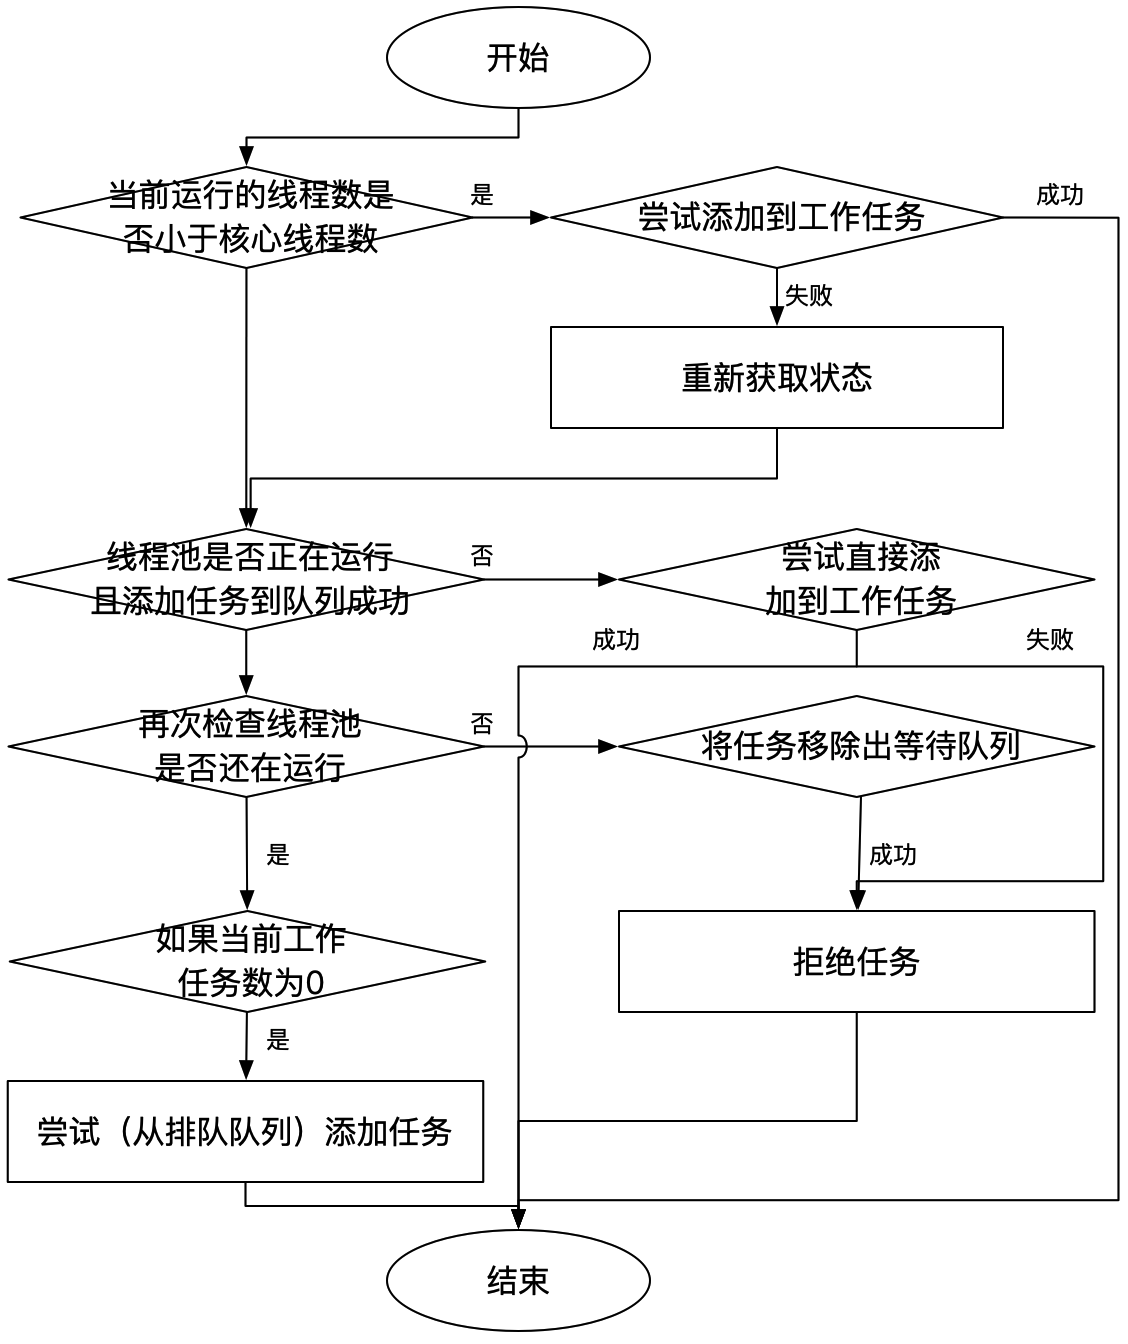 开始
当前运行的线程数是
否小于核心线程数
是
尝试添加到工作任务
成功
失败
重新获取状态
线程池是否正在运行
且添加任务到队列成功
否
尝试直接添
加到工作任务
成功
失败
再次检查线程池
是否还在运行
否
将任务移除出等待队列
是
成功
如果当前工作
任务数为0
拒绝任务
是
尝试（从排队队列）添加任务
结束